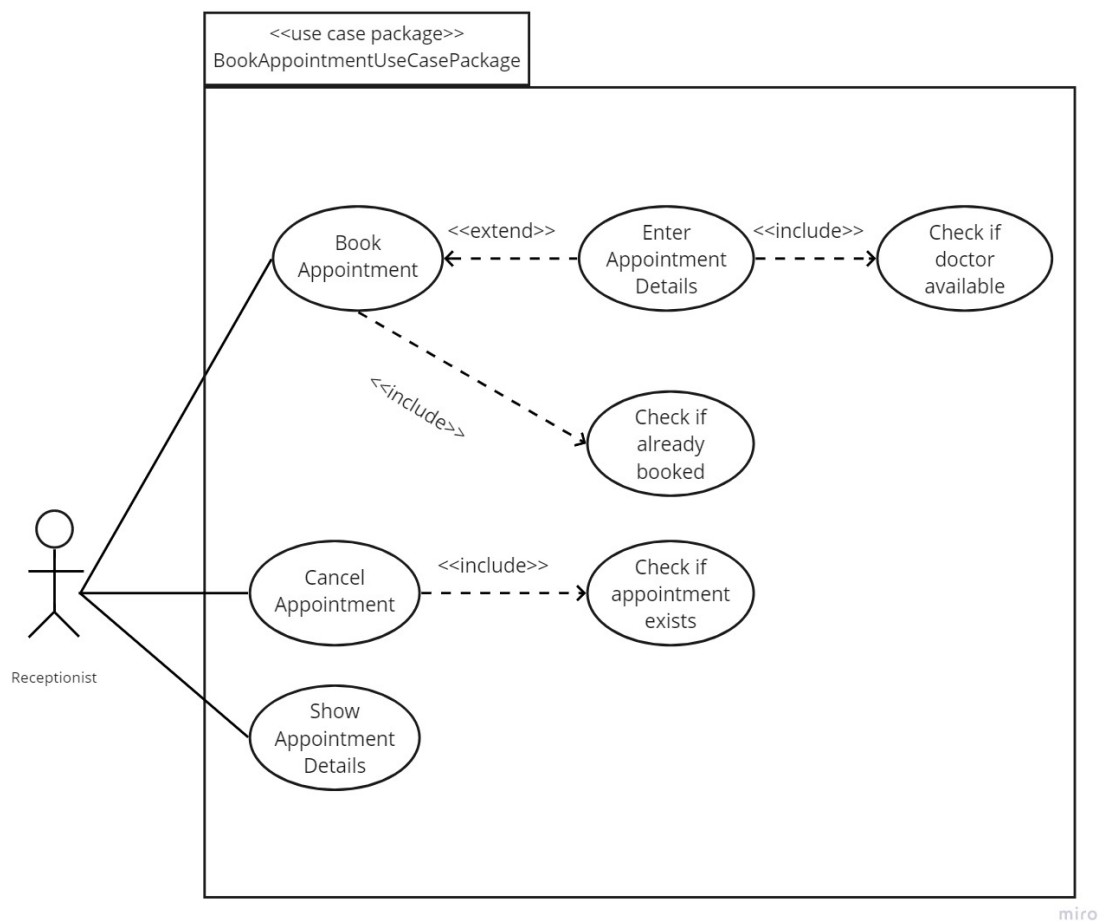 <<use case package>>
BookAppointmentUseCasePackage
Book
Appointment
<<extend>>
Enter
Appointment
Details
<<include>>
Check if
doctor
available
<<include>>
Check if
already
booked
Receptionist
Cancel
Appointment
<<include>>
Check if
appointment
exists
Show
Appointment
Details
miro